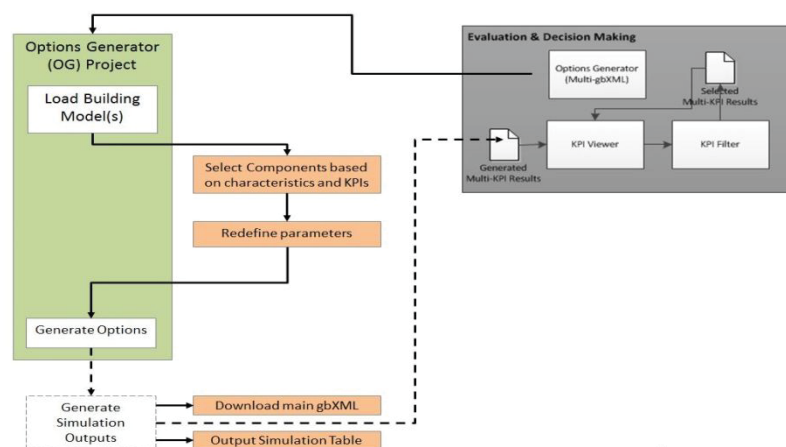 Options Generator
(OG) Project
Load Building
Model(s)
Select Components based
on characteristics and KPIs
Redefine parameters
Generate Options
Generate
Simulation
Outputs
Download main gbXML
Output Simulation Table
Evaluation & Decision Making
Options Generator
(Multi-gbXML)
Selected
Multi-KPI Results
KPI Viewer
KPI Filter
Generated
Multi-KPI Results